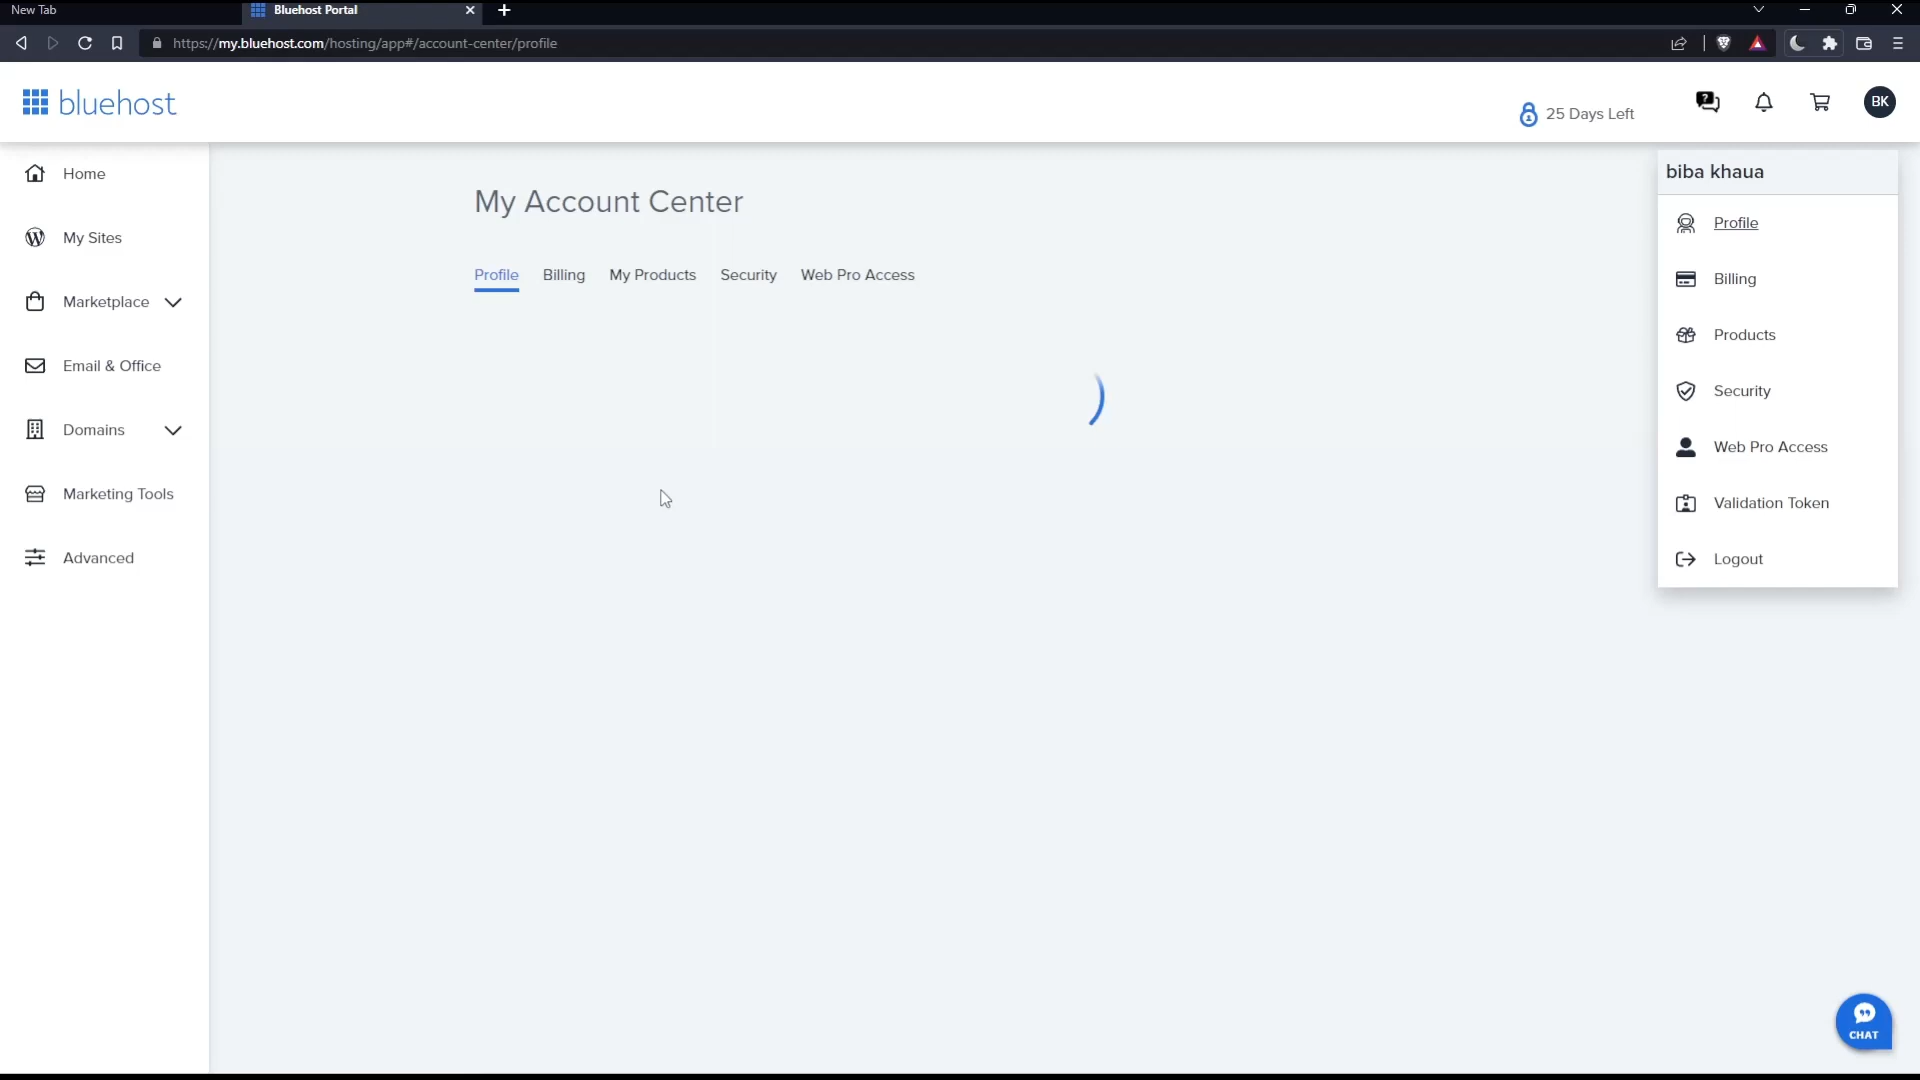 New Tab
Bluehost Portal
https://my.bluehost.com/hosting/app#/account-center/profile
bluehost
25 Days Left
BK
Home
My Sites
Marketplace
Email & Office
Domains
Marketing Tools
Advanced
My Account Center
Profile Billing My Products Security Web Pro Access
biba khaua
Profile
Billing
Products
Security
Web Pro Access
Validation Token
Logout
CHAT